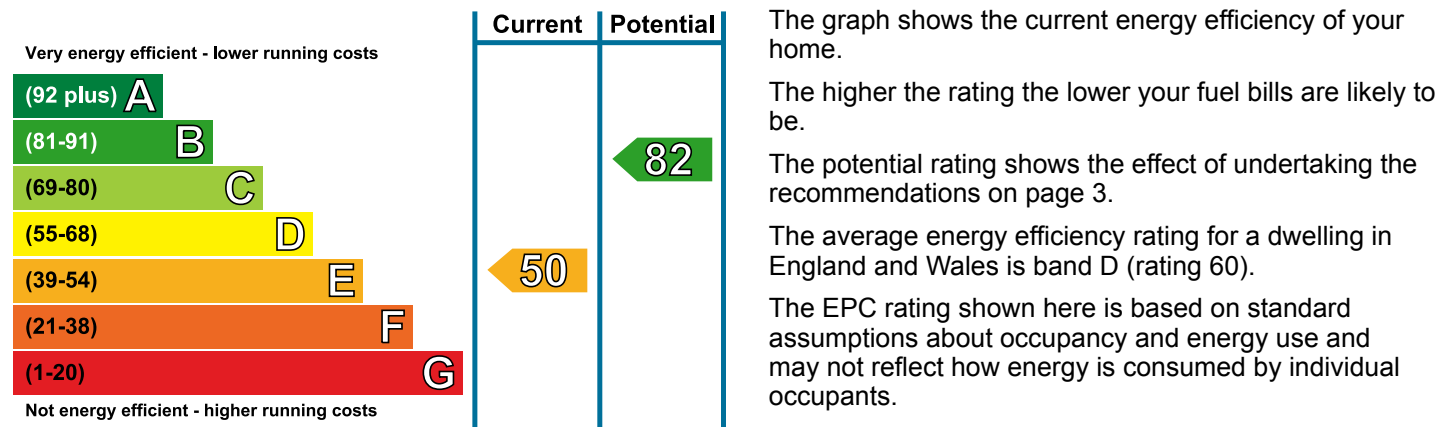 Current Potential
Very energy efficient - lower running costs
(92 plus) A
(81-91) B
82
(69-80) C
(55-68) D
50
(39-54) E
(21-38) F
(1-20) G
Not energy efficient - higher running costs
The graph shows the current energy efficiency of your
home.
The higher the rating the lower your fuel bills are likely to
be.
The potential rating shows the effect of undertaking the
recommendations on page 3.
The average energy efficiency rating for a dwelling in
England and Wales is band D (rating 60).
The EPC rating shown here is based on standard
assumptions about occupancy and energy use and
may not reflect how energy is consumed by individual
occupants.